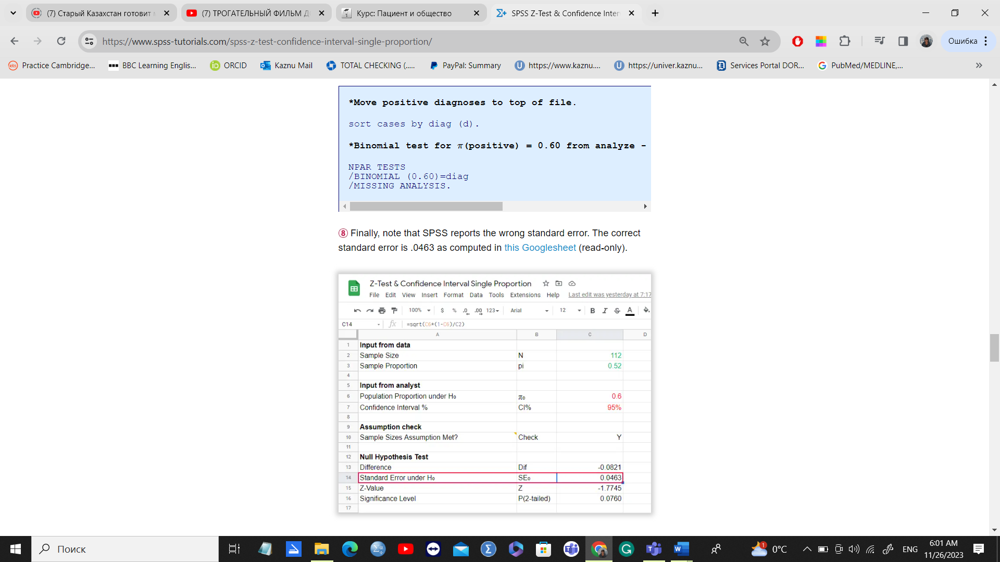 (7) Старый Казахстан готовит
(7) ТРОГАТЕЛЬНЫЙ ФИЛЬМ Д
Курс: Пациент и общество
SPSS Z-Test & Confidence Inter
https://www.spss-tutorials.com/spss-z-test-confidence-interval-single-proportion/
Ошибка
Practice Cambridge...
BBC Learning Englis...
ORCID
Kaznu Mail
TOTAL CHECKING (.....
PayPal: Summary
https://www.kaznu....
https://univer.kaznu...
Services Portal DOR...
PubMed/MEDLINE,...
*Move positive diagnoses to top of file.
sort cases by diag (d).
*Binomial test for π(positive) = 0.60 from analyze -
NPAR TESTS
/BINOMIAL (0.60)=diag
/MISSING ANALYSIS.
8 Finally, note that SPSS reports the wrong standard error. The correct
standard error is .0463 as computed in this Googlesheet (read-only).
Z-Test & Confidence Interval Single Proportion
File Edit View Insert Format Data Tools Extensions Help Last edit was yesterday at 7:17
100% $ % .0 .00 123 Arial 12 B I S A
C14 fx =sqrt(C6*(1-C6)/C2)
A B C D
1 Input from data
2 Sample Size N 112
3 Sample Proportion pi 0.52
4
5 Input from analyst
6 Population Proportion under H₀ π₀ 0.6
7 Confidence Interval % CI% 95%
8
9 Assumption check
10 Sample Sizes Assumption Met? Check Y
11
12 Null Hypothesis Test
13 Difference Dif -0.0821
14 Standard Error under H₀ SE₀ 0.0463
15 Z-Value Z -1.7745
16 Significance Level P(2-tailed) 0.0760
17
Поиск
1
0°C
ENG
6:01 AM
11/26/2023